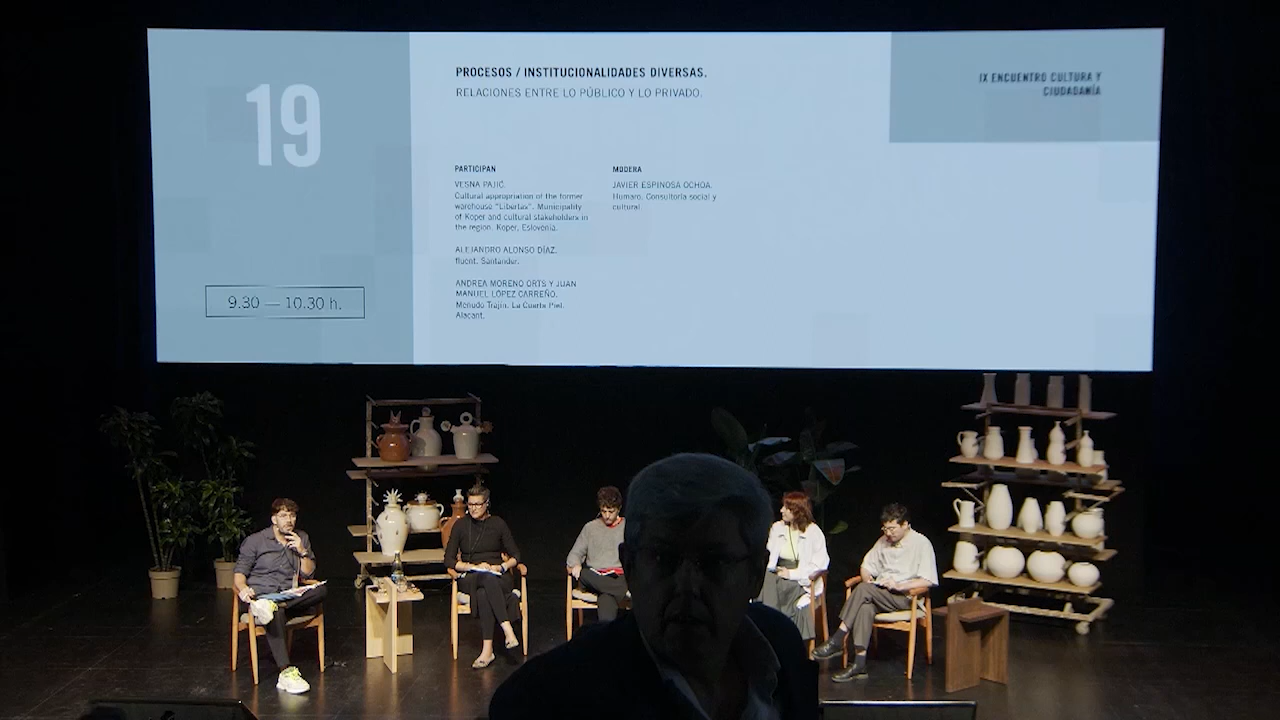 19
9.30 — 10.30 h.
PROCESOS / INSTITUCIONALIDADES DIVERSAS.
RELACIONES ENTRE LO PÚBLICO Y LO PRIVADO.
PARTICIPAN
VESNA PAJIĆ.
Cultural appropriation of the former
warehouse "Libertas". Municipality
of Koper and cultural stakeholders in
the region. Koper, Eslovenia.
ALEJANDRO ALONSO DÍAZ.
fluent. Santander.
ANDREA MORENO ORTS Y JUAN
MANUEL LÓPEZ CARREÑO.
Menudo Trajín. La Cuarta Piel.
Alacant.
MODERA
JAVIER ESPINOSA OCHOA.
Humaro. Consultoría social y
cultural.
IX ENCUENTRO CULTURA Y
CIUDADANÍA